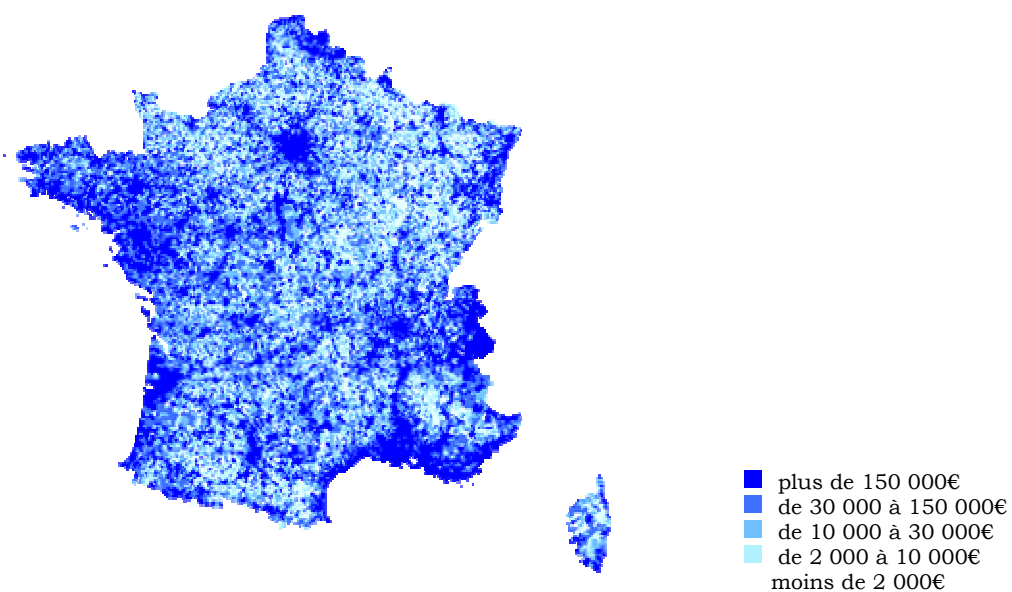 plus de 150 000€
de 30 000 à 150 000€
de 10 000 à 30 000€
de 2 000 à 10 000€
moins de 2 000€